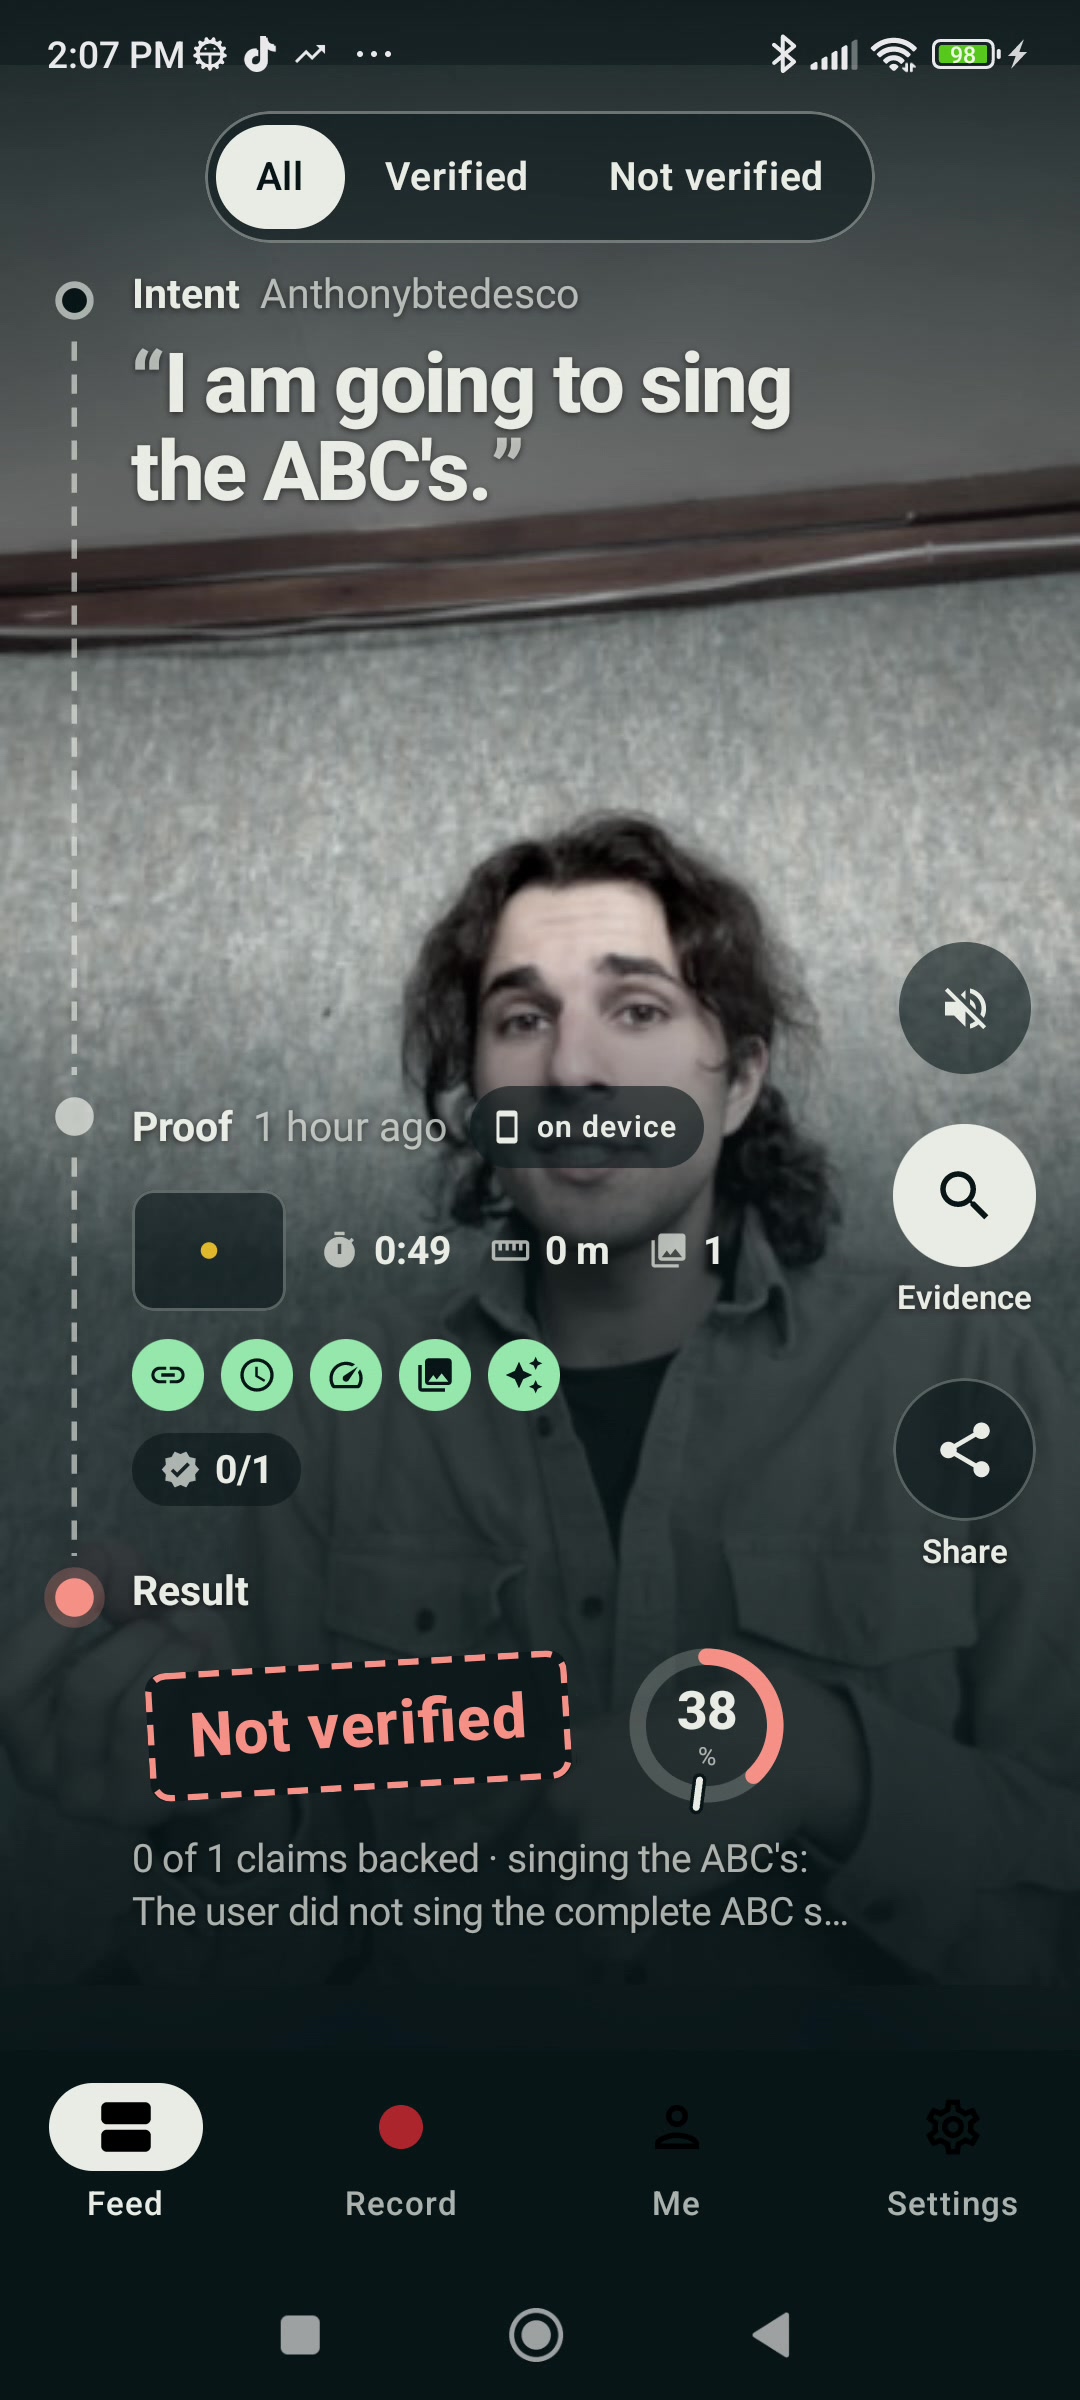 2:07 PM
98
All Verified Not verified
Intent Anthonybtedesco
“I am going to sing
the ABC's.”
Proof 1 hour ago on device
0:49 0 m 1
Evidence
0/1
Share
Result
Not verified
38
%
0 of 1 claims backed · singing the ABC's:
The user did not sing the complete ABC s...
Feed Record Me Settings